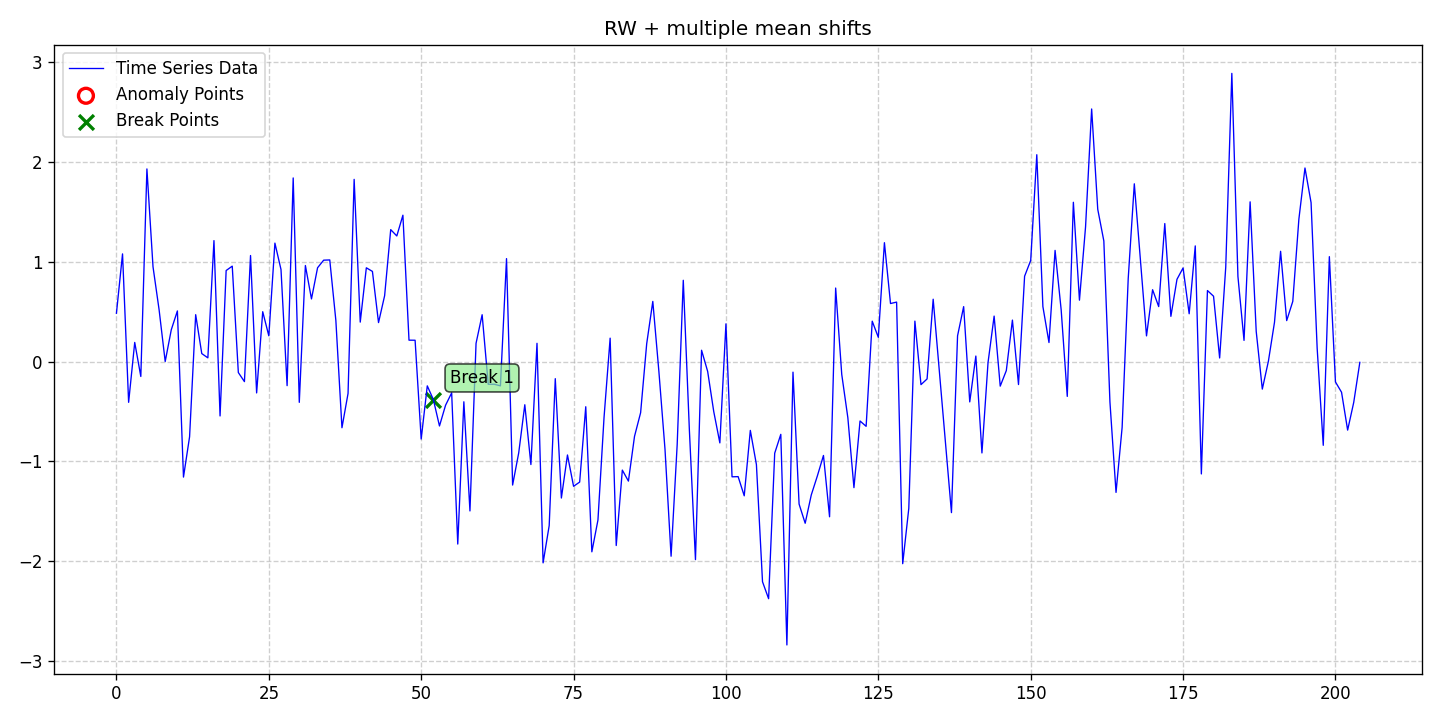 RW + multiple mean shifts
Time Series Data
Anomaly Points
Break Points
Break 1
3
2
1
0
−1
−2
−3
0 25 50 75 100 125 150 175 200